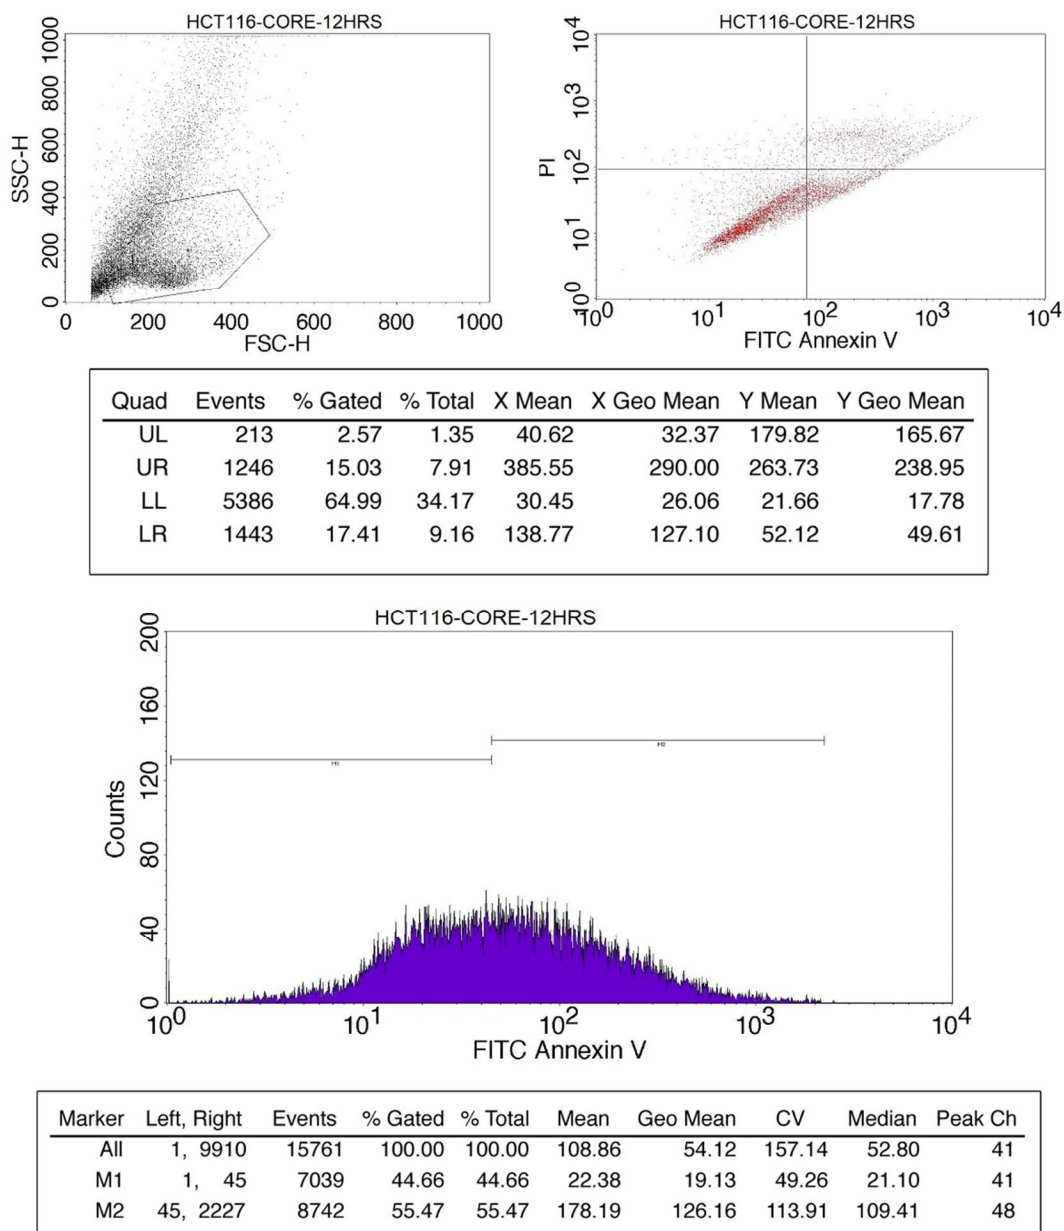 HCT116-CORE-12HRS
SSC-H
1000
800
600
400
200
0
0 200 400 600 800 1000
FSC-H
HCT116-CORE-12HRS
PI
10^4
10^3
10^2
10^1
10^0
10^0 10^1 10^2 10^3 10^4
FITC Annexin V
Quad Events % Gated % Total X Mean X Geo Mean Y Mean Y Geo Mean
UL 213 2.57 1.35 40.62 32.37 179.82 165.67
UR 1246 15.03 7.91 385.55 290.00 263.73 238.95
LL 5386 64.99 34.17 30.45 26.06 21.66 17.78
LR 1443 17.41 9.16 138.77 127.10 52.12 49.61
HCT116-CORE-12HRS
Counts
200
160
120
80
40
0
M1
M2
10^0 10^1 10^2 10^3 10^4
FITC Annexin V
Marker Left, Right Events % Gated % Total Mean Geo Mean CV Median Peak Ch
All 1, 9910 15761 100.00 100.00 108.86 54.12 157.14 52.80 41
M1 1, 45 7039 44.66 44.66 22.38 19.13 49.26 21.10 41
M2 45, 2227 8742 55.47 55.47 178.19 126.16 113.91 109.41 48